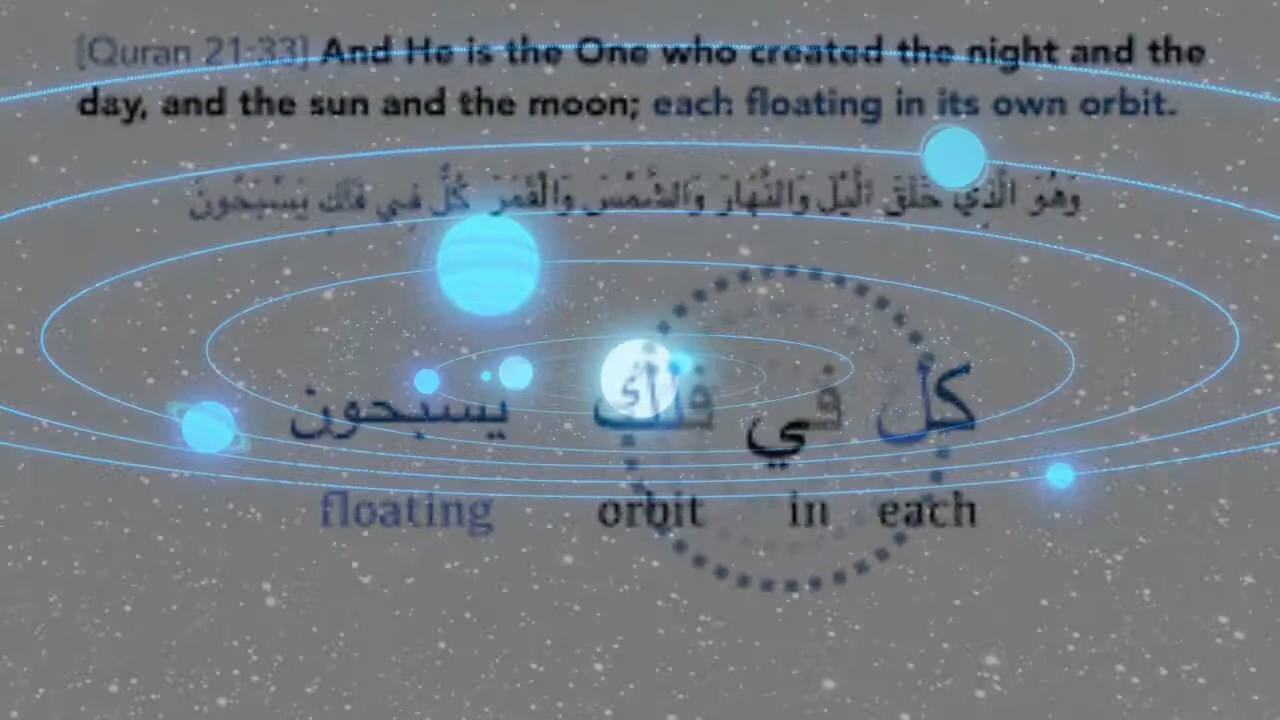 [Quran 21:33] And He is the One who created the night and the
day, and the sun and the moon; each floating in its own orbit.
وَهُوَ الَّذِي خَلَقَ الَّيْلَ وَالنَّهَارَ وَالشَّمْسَ وَالْقَمَرَ كُلٌّ فِي فَلَكٍ يَسْبَحُونَ
كل في فلك يسبحون
floating orbit in each